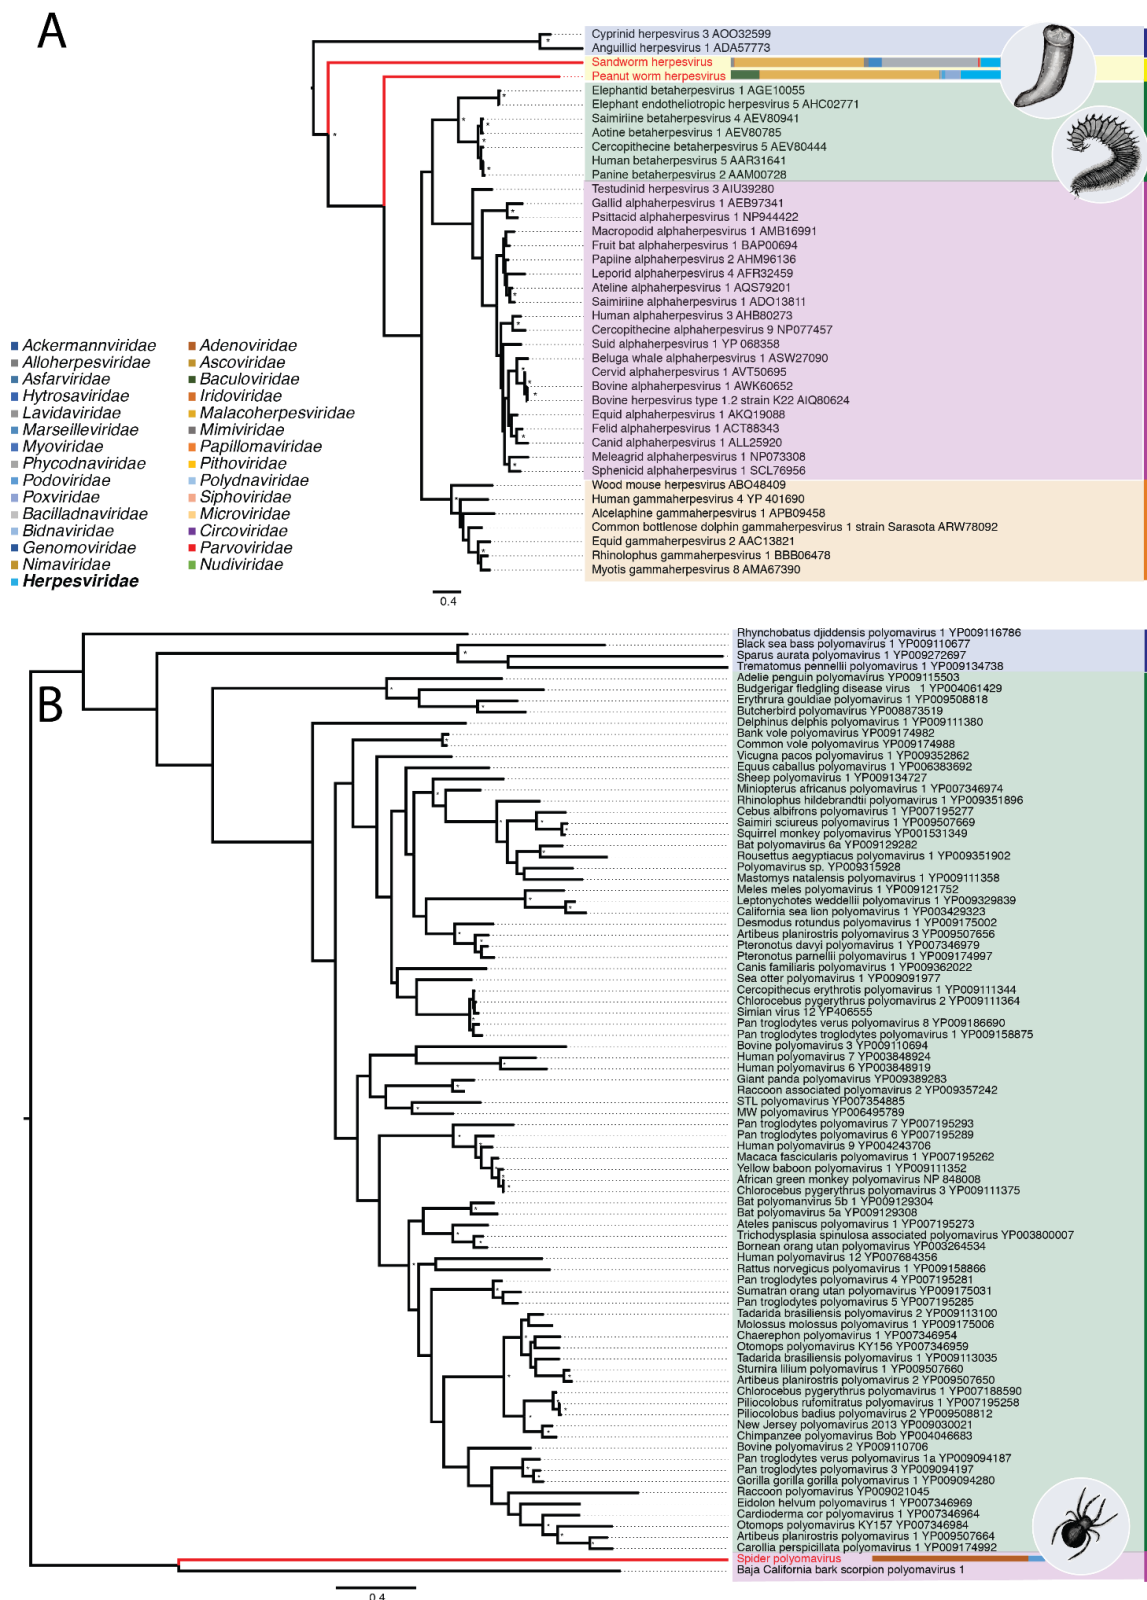 A
Cyprinid herpesvirus 3 AOO32599
Anguillid herpesvirus 1 ADA57773
Sandworm herpesvirus
Peanut worm herpesvirus
Elephantid betaherpesvirus 1 AGE10055
Elephant endotheliotropic herpesvirus 5 AHC02771
Saimiriine betaherpesvirus 4 AEV80941
Aotine betaherpesvirus 1 AEV80785
Cercopithecine betaherpesvirus 5 AEV80444
Human betaherpesvirus 5 AAR31641
Panine betaherpesvirus 2 AAM00728
Testudinid herpesvirus 3 AIU39280
Gallid alphaherpesvirus 1 AEB97341
Psittacid alphaherpesvirus 1 NP944422
Macropodid alphaherpesvirus 1 AMB16991
Fruit bat alphaherpesvirus 1 BAP00694
Papiine alphaherpesvirus 2 AHM96136
Leporid alphaherpesvirus 4 AFR32459
Ateline alphaherpesvirus 1 AQS79201
Saimiriine alphaherpesvirus 1 ADO13811
Human alphaherpesvirus 3 AHB80273
Cercopithecine alphaherpesvirus 9 NP077457
Suid alphaherpesvirus 1 YP 068358
Beluga whale alphaherpesvirus 1 ASW27090
Cervid alphaherpesvirus 1 AVT50695
Bovine alphaherpesvirus 1 AWK60652
Bovine herpesvirus type 1.2 strain K22 AIQ80624
Equid alphaherpesvirus 1 AKQ19088
Felid alphaherpesvirus 1 ACT88343
Canid alphaherpesvirus 1 ALL25920
Meleagrid alphaherpesvirus 1 NP073308
Sphenicid alphaherpesvirus 1 SCL76956
Wood mouse herpesvirus ABO48409
Human gammaherpesvirus 4 YP 401690
Alcelaphine gammaherpesvirus 1 APB09458
Common bottlenose dolphin gammaherpesvirus 1 strain Sarasota ARW78092
Equid gammaherpesvirus 2 AAC13821
Rhinolophus gammaherpesvirus 1 BBB06478
Myotis gammaherpesvirus 8 AMA67390
Ackermannviridae
Alloherpesviridae
Asfarviridae
Hytrosaviridae
Lavidaviridae
Marseilleviridae
Myoviridae
Phycodnaviridae
Podoviridae
Poxviridae
Bacilladnaviridae
Bidnaviridae
Genomoviridae
Nimaviridae
Herpesviridae
Adenoviridae
Ascoviridae
Baculoviridae
Iridoviridae
Malacoherpesviridae
Mimiviridae
Papillomaviridae
Pithoviridae
Polydnaviridae
Siphoviridae
Microviridae
Circoviridae
Parvoviridae
Nudiviridae
0.4
B
Rhynchobatus djiddensis polyomavirus 1 YP009116786
Black sea bass polyomavirus 1 YP009110677
Sparus aurata polyomavirus 1 YP009272697
Trematomus pennellii polyomavirus 1 YP009134738
Adelie penguin polyomavirus YP009115503
Budgerigar fledgling disease virus 1 YP004061429
Erythrura gouldiae polyomavirus 1 YP009508818
Butcherbird polyomavirus YP008873519
Delphinus delphis polyomavirus 1 YP009111380
Bank vole polyomavirus YP009174982
Common vole polyomavirus YP009174988
Vicugna pacos polyomavirus 1 YP009352862
Equus caballus polyomavirus 1 YP006383692
Sheep polyomavirus 1 YP009134727
Miniopterus africanus polyomavirus 1 YP007346974
Rhinolophus hildebrandtii polyomavirus 1 YP009351896
Cebus albifrons polyomavirus 1 YP007195277
Saimiri sciureus polyomavirus 1 YP009507669
Squirrel monkey polyomavirus YP001531349
Bat polyomavirus 6a YP009129282
Rousettus aegyptiacus polyomavirus 1 YP009351902
Polyomavirus sp. YP009315928
Mastomys natalensis polyomavirus 1 YP009111358
Meles meles polyomavirus 1 YP009121752
Leptonychotes weddellii polyomavirus 1 YP009329839
California sea lion polyomavirus 1 YP003429323
Desmodus rotundus polyomavirus 1 YP009175002
Artibeus planirostris polyomavirus 3 YP009507656
Pteronotus davyi polyomavirus 1 YP007346979
Pteronotus parnellii polyomavirus 1 YP009174997
Canis familiaris polyomavirus 1 YP009362022
Sea otter polyomavirus 1 YP009091977
Cercopithecus erythrotis polyomavirus 1 YP009111344
Chlorocebus pygerythrus polyomavirus 2 YP009111364
Simian virus 12 YP406555
Pan troglodytes verus polyomavirus 8 YP009186690
Pan troglodytes troglodytes polyomavirus 1 YP009158875
Bovine polyomavirus 3 YP009110694
Human polyomavirus 7 YP003848924
Human polyomavirus 6 YP003848919
Giant panda polyomavirus YP009389283
Raccoon associated polyomavirus 2 YP009357242
STL polyomavirus YP007354885
MW polyomavirus YP006495789
Pan troglodytes polyomavirus 7 YP007195293
Pan troglodytes polyomavirus 6 YP007195289
Human polyomavirus 9 YP004243706
Macaca fascicularis polyomavirus 1 YP007195262
Yellow baboon polyomavirus 1 YP009111352
African green monkey polyomavirus NP 848008
Chlorocebus pygerythrus polyomavirus 3 YP009111375
Bat polyomanvirus 5b 1 YP009129304
Bat polyomavirus 5a YP009129308
Ateles paniscus polyomavirus 1 YP007195273
Trichodysplasia spinulosa associated polyomavirus YP003800007
Bornean orang utan polyomavirus YP003264534
Human polyomavirus 12 YP007684356
Rattus norvegicus polyomavirus 1 YP009158866
Pan troglodytes polyomavirus 4 YP007195281
Sumatran orang utan polyomavirus YP009175031
Pan troglodytes polyomavirus 5 YP007195285
Tadarida brasiliensis polyomavirus 2 YP009113100
Molossus molossus polyomavirus 1 YP009175006
Chaerephon polyomavirus 1 YP007346954
Otomops polyomavirus KY156 YP007346959
Tadarida brasiliensis polyomavirus 1 YP009113035
Sturnira lilium polyomavirus 1 YP009507660
Artibeus planirostris polyomavirus 2 YP009507650
Chlorocebus pygerythrus polyomavirus 1 YP007188590
Piliocolobus rufomitratus polyomavirus 1 YP007195258
Piliocolobus badius polyomavirus 2 YP009508812
New Jersey polyomavirus 2013 YP009030021
Chimpanzee polyomavirus Bob YP004046683
Bovine polyomavirus 2 YP009110706
Pan troglodytes verus polyomavirus 1a YP009094187
Pan troglodytes polyomavirus 3 YP009094197
Gorilla gorilla gorilla polyomavirus 1 YP009094280
Raccoon polyomavirus YP009021045
Eidolon helvum polyomavirus 1 YP007346969
Cardioderma cor polyomavirus 1 YP007346964
Otomops polyomavirus KY157 YP007346984
Artibeus planirostris polyomavirus 1 YP009507664
Carollia perspicillata polyomavirus 1 YP009174992
Spider polyomavirus
Baja California bark scorpion polyomavirus 1
0.4